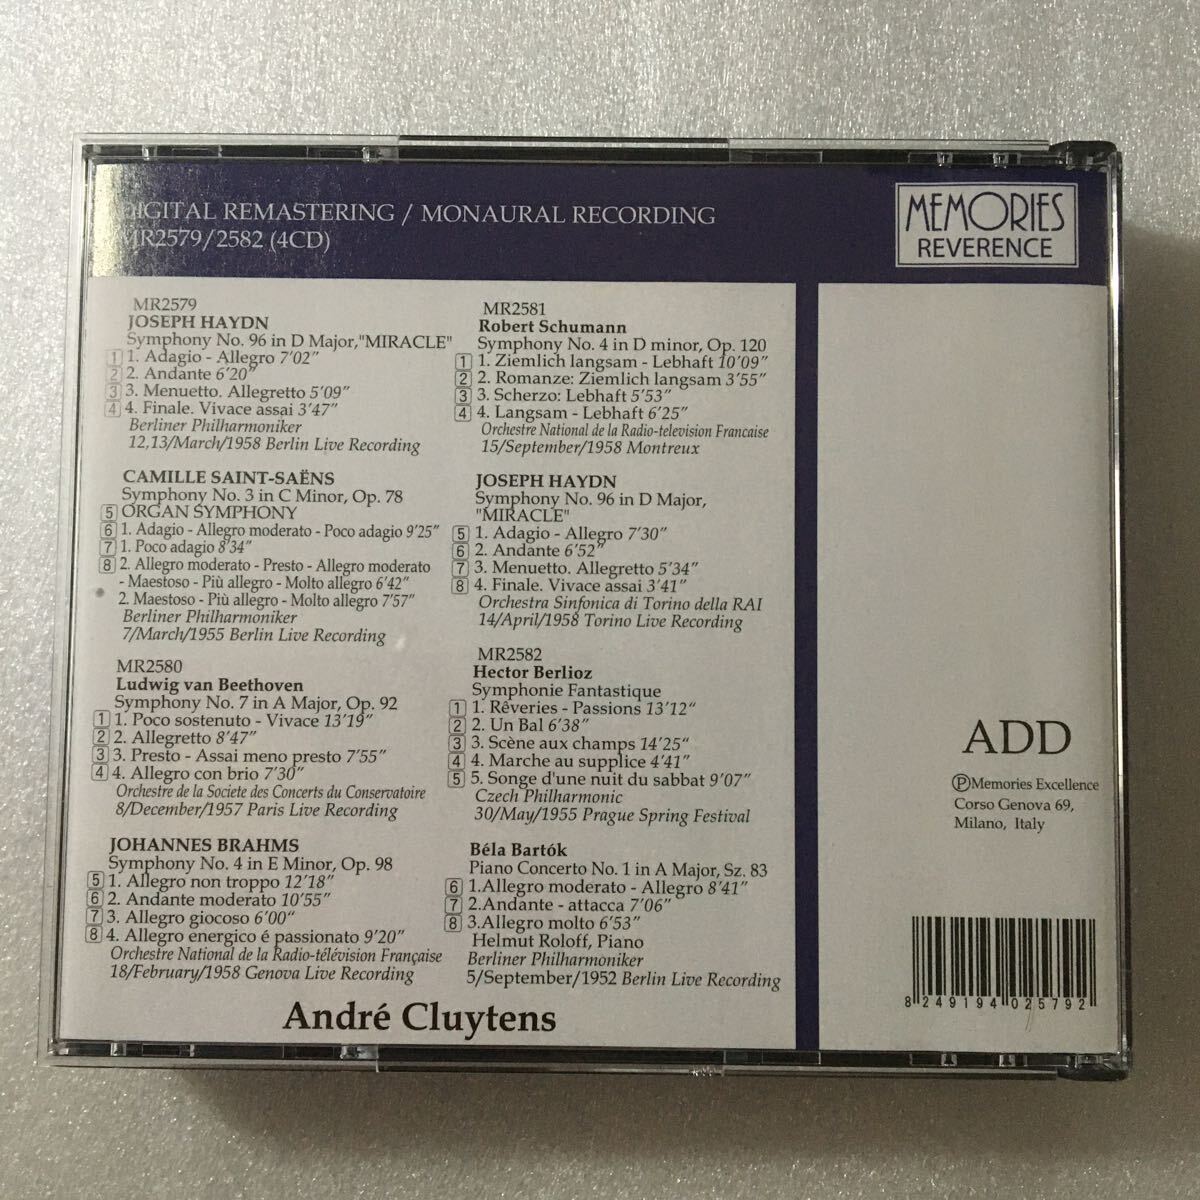 DIGITAL REMASTERING / MONAURAL RECORDING
MR2579/2582 (4CD)
MEMORIES
REVERENCE
MR2579
JOSEPH HAYDN
Symphony No. 96 in D Major,"MIRACLE"
1 1. Adagio - Allegro 7'02"
2 2. Andante 6'20"
3 3. Menuetto. Allegretto 5'09"
4 4. Finale. Vivace assai 3'47"
Berliner Philharmoniker
12,13/March/1958 Berlin Live Recording
CAMILLE SAINT-SAËNS
Symphony No. 3 in C Minor, Op. 78
5 ORGAN SYMPHONY
6 1. Adagio - Allegro moderato - Poco adagio 9'25"
7 1. Poco adagio 8'34"
8 2. Allegro moderato - Presto - Allegro moderato
- Maestoso - Più allegro - Molto allegro 6'42"
2. Maestoso - Più allegro - Molto allegro 7'57"
Berliner Philharmoniker
7/March/1955 Berlin Live Recording
MR2580
Ludwig van Beethoven
Symphony No. 7 in A Major, Op. 92
1 1. Poco sostenuto - Vivace 13'19"
2 2. Allegretto 8'47"
3 3. Presto - Assai meno presto 7'55"
4 4. Allegro con brio 7'30"
Orchestre de la Societe des Concerts du Conservatoire
8/December/1957 Paris Live Recording
JOHANNES BRAHMS
Symphony No. 4 in E Minor, Op. 98
5 1. Allegro non troppo 12'18"
6 2. Andante moderato 10'55"
7 3. Allegro giocoso 6'00"
8 4. Allegro energico é passionato 9'20"
Orchestre National de la Radio-télévision Française
18/February/1958 Genova Live Recording
MR2581
Robert Schumann
Symphony No. 4 in D minor, Op. 120
1 1. Ziemlich langsam - Lebhaft 10'09"
2 2. Romanze: Ziemlich langsam 3'55"
3 3. Scherzo: Lebhaft 5'53"
4 4. Langsam - Lebhaft 6'25"
Orchestre National de la Radio-television Francaise
15/September/1958 Montreux
JOSEPH HAYDN
Symphony No. 96 in D Major,
"MIRACLE"
5 1. Adagio - Allegro 7'30"
6 2. Andante 6'52"
7 3. Menuetto. Allegretto 5'34"
8 4. Finale. Vivace assai 3'41"
Orchestra Sinfonica di Torino della RAI
14/April/1958 Torino Live Recording
MR2582
Hector Berlioz
Symphonie Fantastique
1 1. Rêveries - Passions 13'12"
2 2. Un Bal 6'38"
3 3. Scène aux champs 14'25"
4 4. Marche au supplice 4'41"
5 5. Songe d'une nuit du sabbat 9'07"
Czech Philharmonic
30/May/1955 Prague Spring Festival
Béla Bartók
Piano Concerto No. 1 in A Major, Sz. 83
6 1.Allegro moderato - Allegro 8'41"
7 2.Andante - attacca 7'06"
8 3.Allegro molto 6'53"
Helmut Roloff, Piano
Berliner Philharmoniker
5/September/1952 Berlin Live Recording
André Cluytens
ADD
ⓅMemories Excellence
Corso Genova 69,
Milano, Italy
8 249194 025792